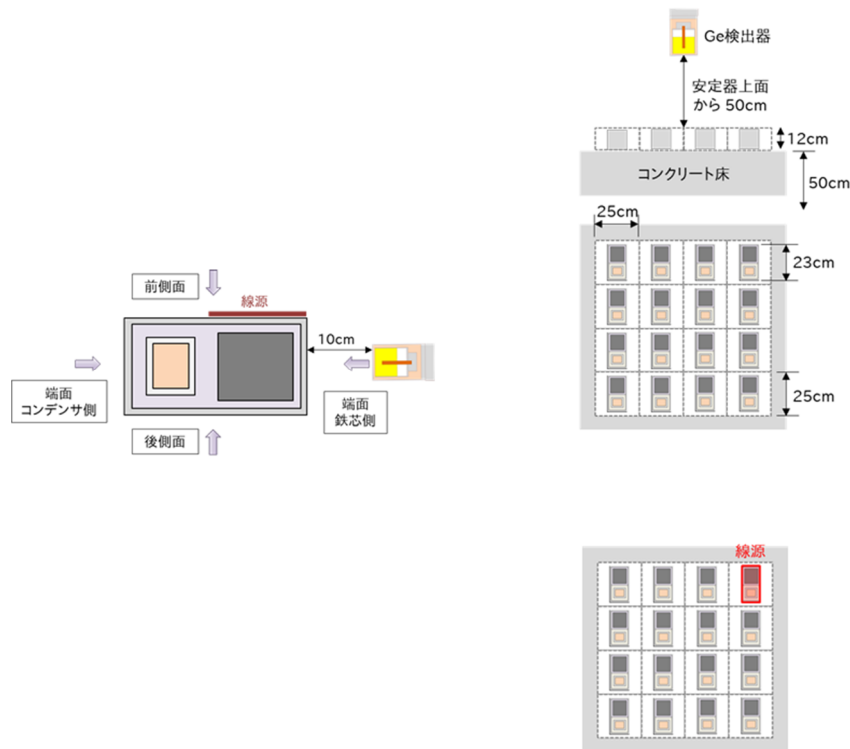 Ge検出器
安定器上面
から 50cm
12cm
コンクリート床
50cm
25cm
23cm
25cm
前側面
線源
10cm
端面
コンデンサ側
端面
鉄芯側
後側面
線源